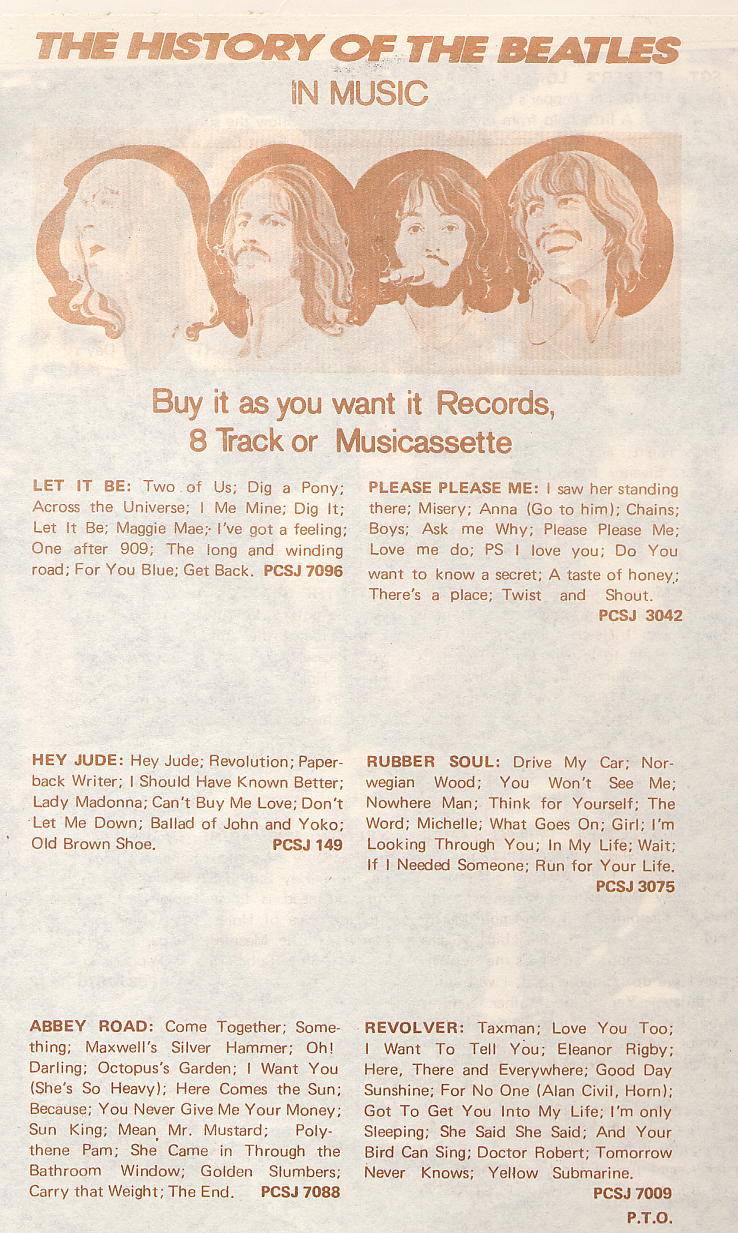 THE HISTORY OF THE BEATLES
IN MUSIC
Buy it as you want it Records,
8 Track or Musicassette
LET IT BE: Two of Us; Dig a Pony;
Across the Universe; I Me Mine; Dig It;
Let It Be; Maggie Mae; I've got a feeling;
One after 909; The long and winding
road; For You Blue; Get Back. PCSJ 7096
PLEASE PLEASE ME: I saw her standing
there; Misery; Anna (Go to him); Chains;
Boys; Ask me Why; Please Please Me;
Love me do; PS I love you; Do You
want to know a secret; A taste of honey;
There's a place; Twist and Shout.
PCSJ 3042
HEY JUDE: Hey Jude; Revolution; Paper-
back Writer; I Should Have Known Better;
Lady Madonna; Can't Buy Me Love; Don't
Let Me Down; Ballad of John and Yoko;
Old Brown Shoe. PCSJ 149
RUBBER SOUL: Drive My Car; Nor-
wegian Wood; You Won't See Me;
Nowhere Man; Think for Yourself; The
Word; Michelle; What Goes On; Girl; I'm
Looking Through You; In My Life; Wait;
If I Needed Someone; Run for Your Life.
PCSJ 3075
ABBEY ROAD: Come Together; Some-
thing; Maxwell's Silver Hammer; Oh!
Darling; Octopus's Garden; I Want You
(She's So Heavy); Here Comes the Sun;
Because; You Never Give Me Your Money;
Sun King; Mean Mr. Mustard; Poly-
thene Pam; She Came in Through the
Bathroom Window; Golden Slumbers;
Carry that Weight; The End. PCSJ 7088
REVOLVER: Taxman; Love You Too;
I Want To Tell You; Eleanor Rigby;
Here, There and Everywhere; Good Day
Sunshine; For No One (Alan Civil, Horn);
Got To Get You Into My Life; I'm only
Sleeping; She Said She Said; And Your
Bird Can Sing; Doctor Robert; Tomorrow
Never Knows; Yellow Submarine.
PCSJ 7009
P.T.O.